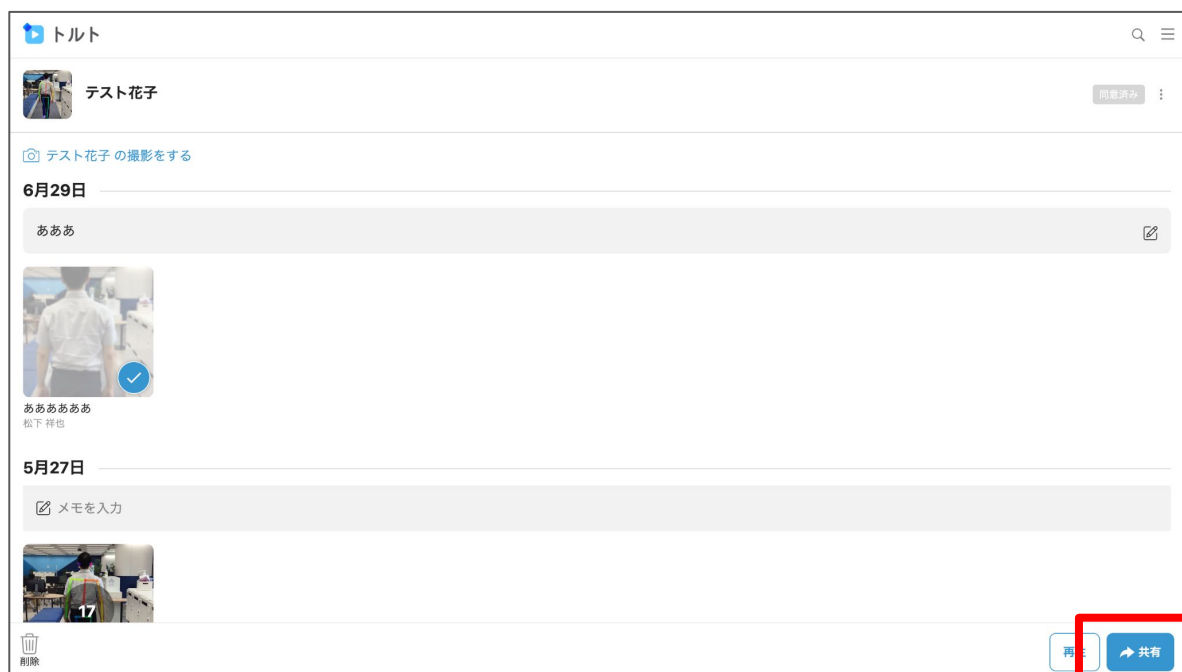 トルト
テスト花子
同意済み
テスト花子 の撮影をする
6月29日
あああ
ああああああ
松下 祥也
5月27日
メモを入力
17
削除
再生
共有